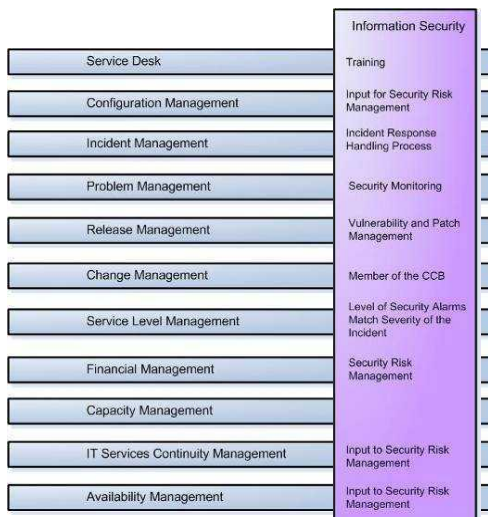 Information Security
Service Desk
Training
Configuration Management
Input for Security Risk
Management
Incident Management
Incident Response
Handling Process
Problem Management
Security Monitoring
Release Management
Vulnerability and Patch
Management
Change Management
Member of the CCB
Service Level Management
Level of Security Alarms
Match Severity of the
Incident
Financial Management
Security Risk
Management
Capacity Management
IT Services Continuity Management
Input to Security Risk
Management
Availability Management
Input to Security Risk
Management